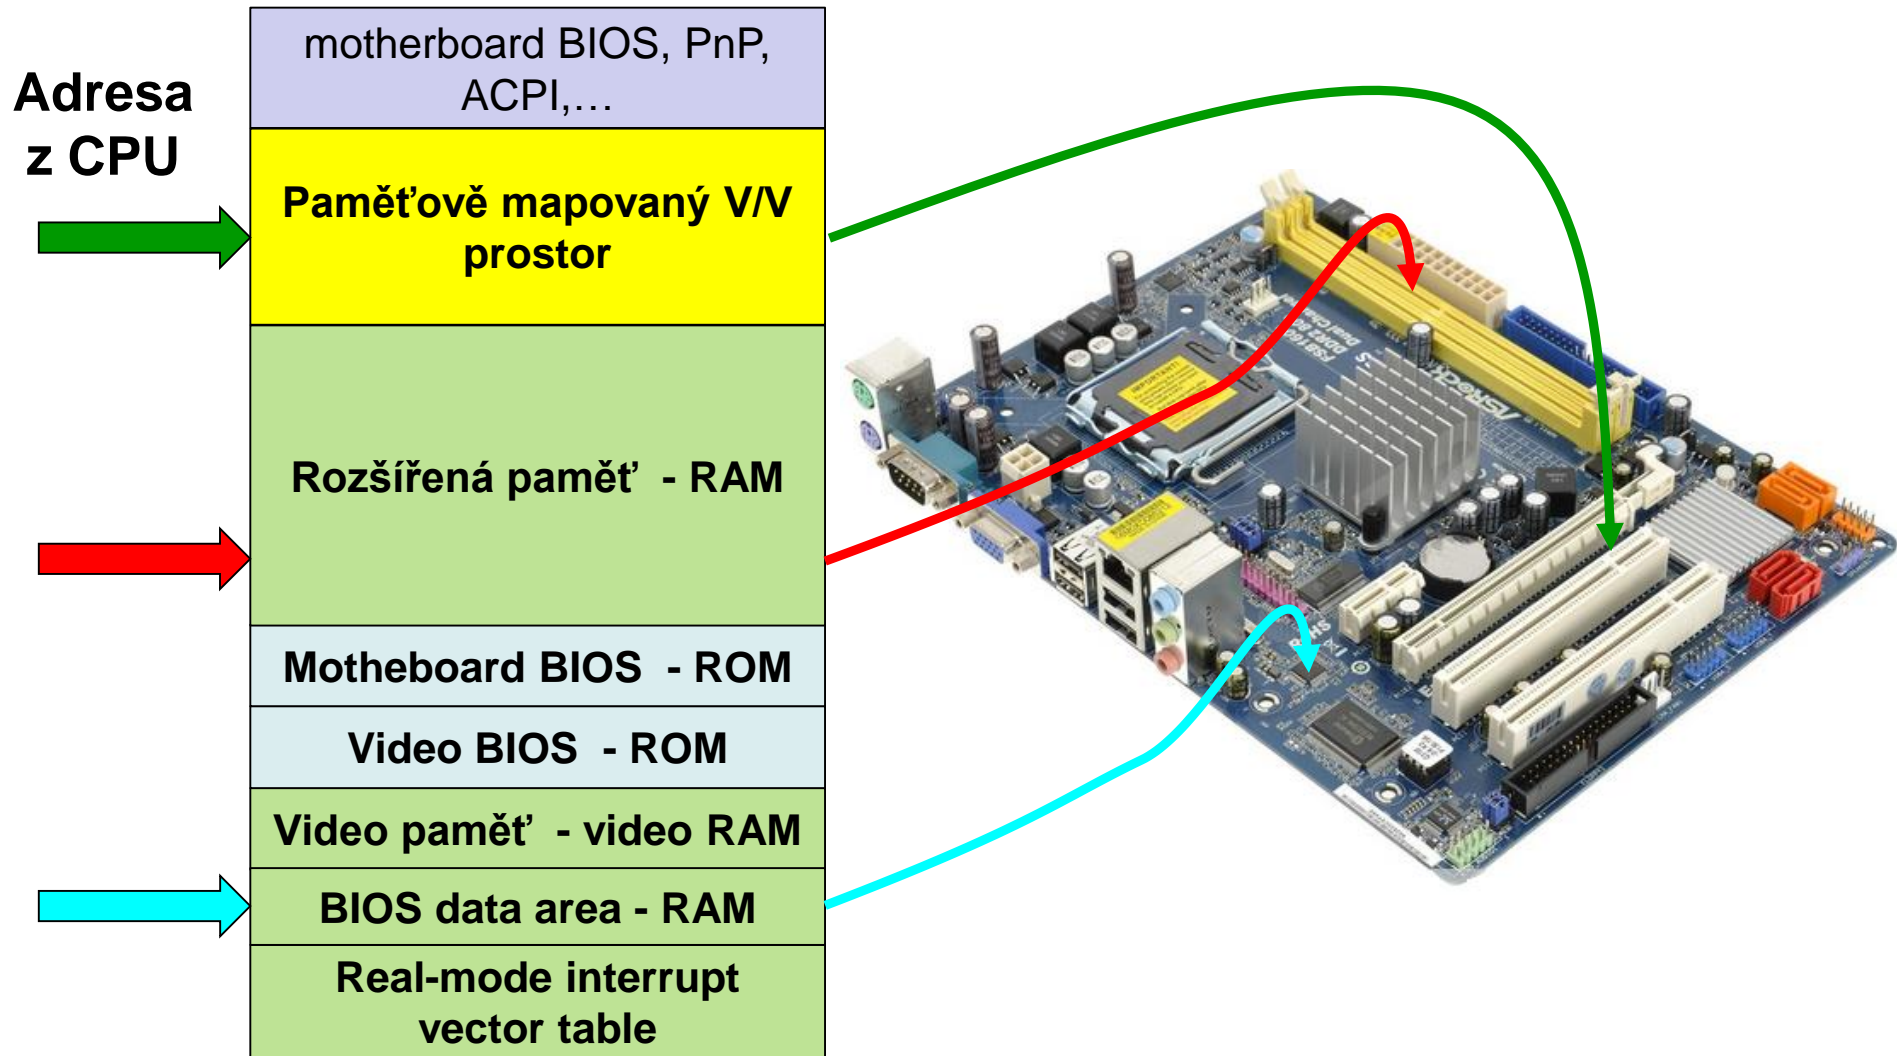 motherboard BIOS, PnP,
ACPI,…
Adresa
z CPU
Paměťově mapovaný V/V
prostor
Rozšířená paměť - RAM
Motheboard BIOS - ROM
Video BIOS - ROM
Video paměť - video RAM
BIOS data area - RAM
Real-mode interrupt
vector table
IMPORTANT!
ASRock